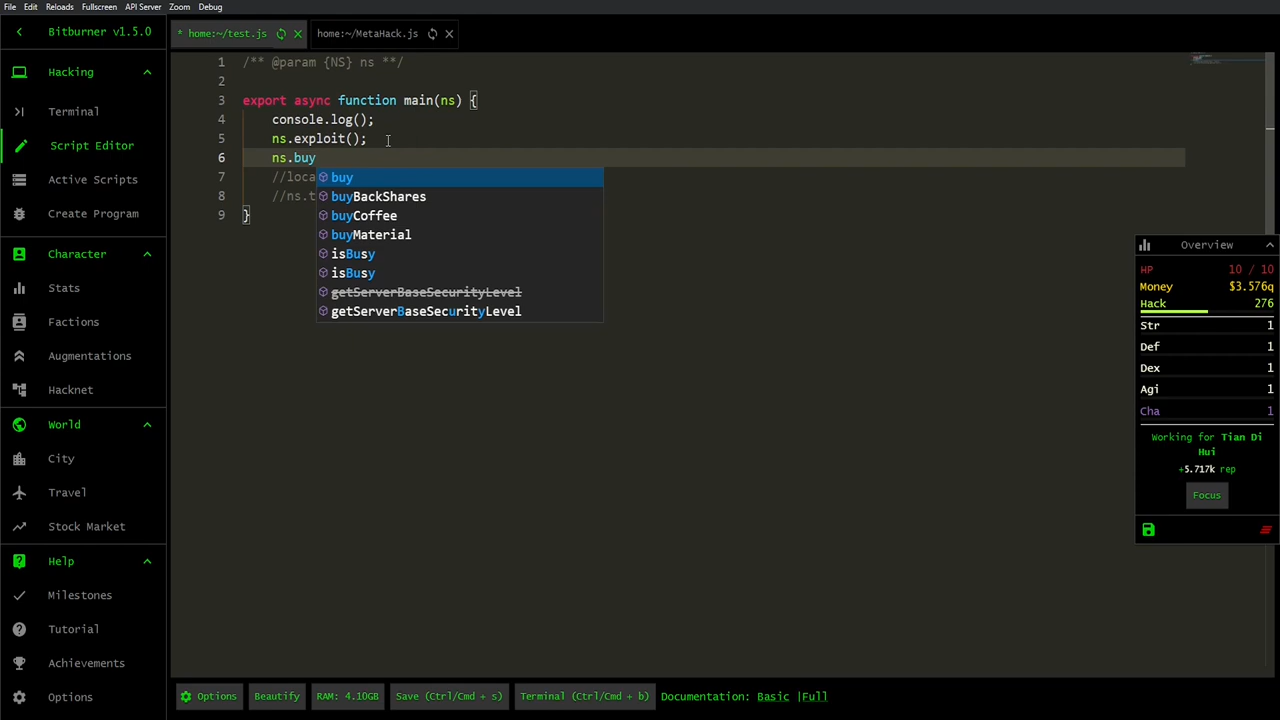 File Edit Reloads Fullscreen API Server Zoom Debug
Bitburner v1.5.0
Hacking
Terminal
Script Editor
Active Scripts
Create Program
Character
Stats
Factions
Augmentations
Hacknet
World
City
Travel
Stock Market
Help
Milestones
Tutorial
Achievements
Options
* home:~/test.js
home:~/MetaHack.js
1 /** @param {NS} ns **/
2
3 export async function main(ns) {
4 console.log();
5 ns.exploit();
6 ns.buy
7 //loca
8 //ns.t
9 }
buy
buyBackShares
buyCoffee
buyMaterial
isBusy
isBusy
getServerBaseSecurityLevel
getServerBaseSecurityLevel
Overview
HP 10 / 10
Money $3.576q
Hack 276
Str 1
Def 1
Dex 1
Agi 1
Cha 1
Working for Tian Di
Hui
+5.717k rep
Focus
Options
Beautify
RAM: 4.10GB
Save (Ctrl/Cmd + s)
Terminal (Ctrl/Cmd + b)
Documentation: Basic |Full